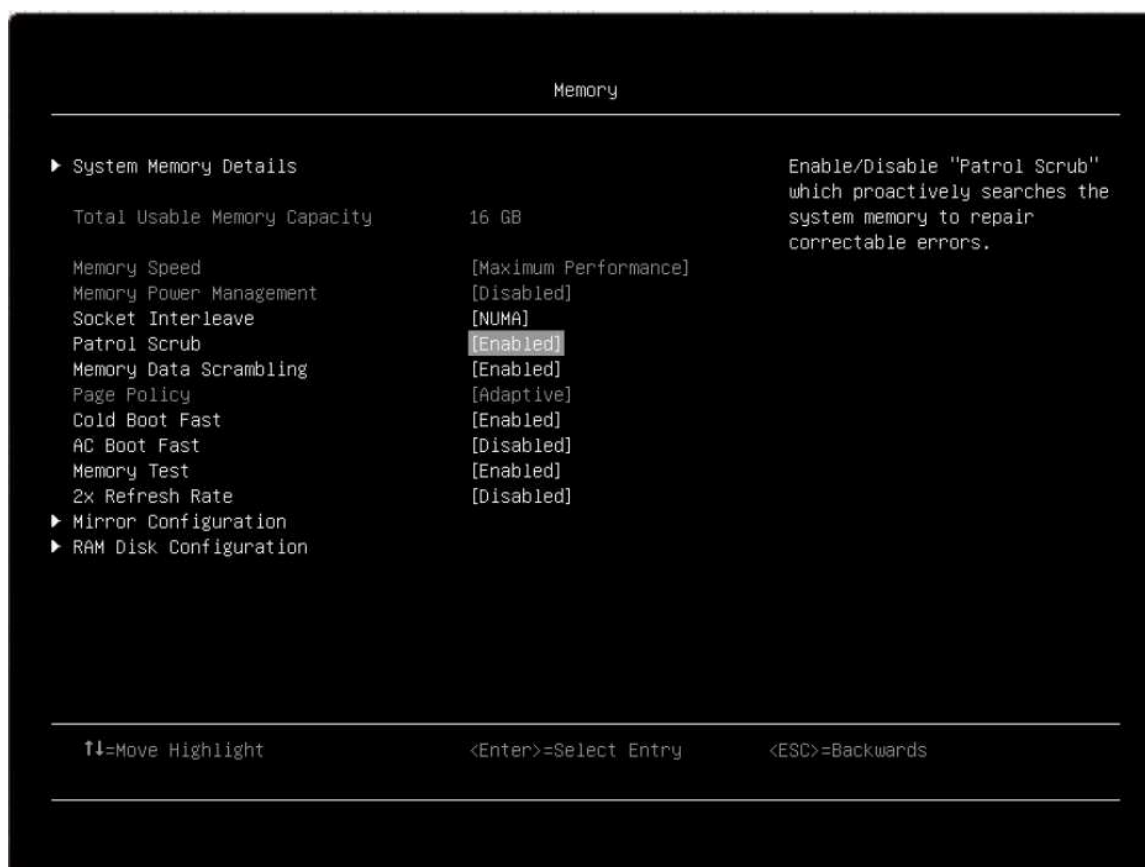 Memory
System Memory Details
Total Usable Memory Capacity 16 GB
Memory Speed [Maximum Performance]
Memory Power Management [Disabled]
Socket Interleave [NUMA]
Patrol Scrub [Enabled]
Memory Data Scrambling [Enabled]
Page Policy [Adaptive]
Cold Boot Fast [Enabled]
AC Boot Fast [Disabled]
Memory Test [Enabled]
2x Refresh Rate [Disabled]
Mirror Configuration
RAM Disk Configuration
Enable/Disable "Patrol Scrub"
which proactively searches the
system memory to repair
correctable errors.
↑↓=Move Highlight <Enter>=Select Entry <ESC>=Backwards